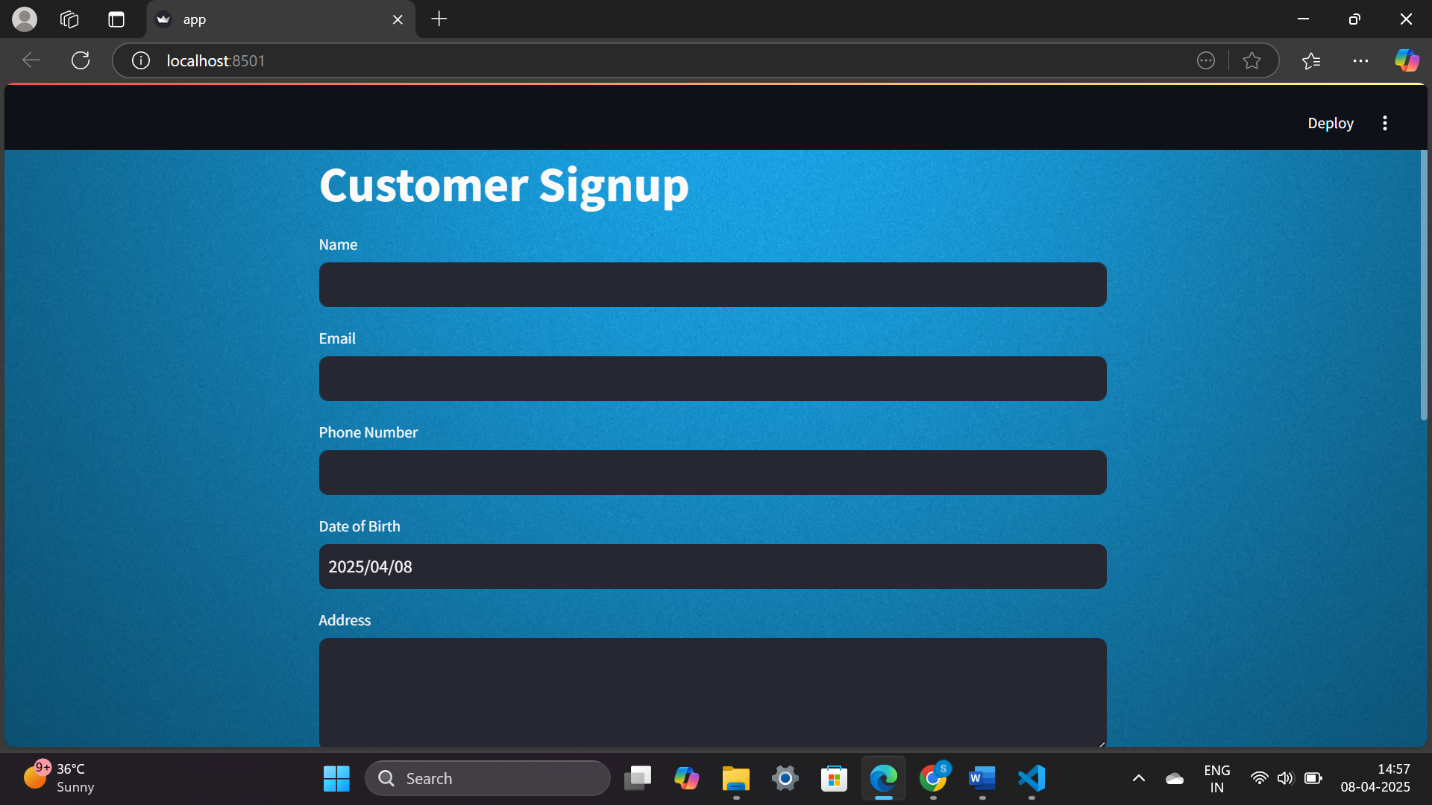 app
localhost:8501
Deploy
Customer Signup
Name
Email
Phone Number
Date of Birth
2025/04/08
Address
9+
36°C
Sunny
Search
S
W
ENG
IN
14:57
08-04-2025